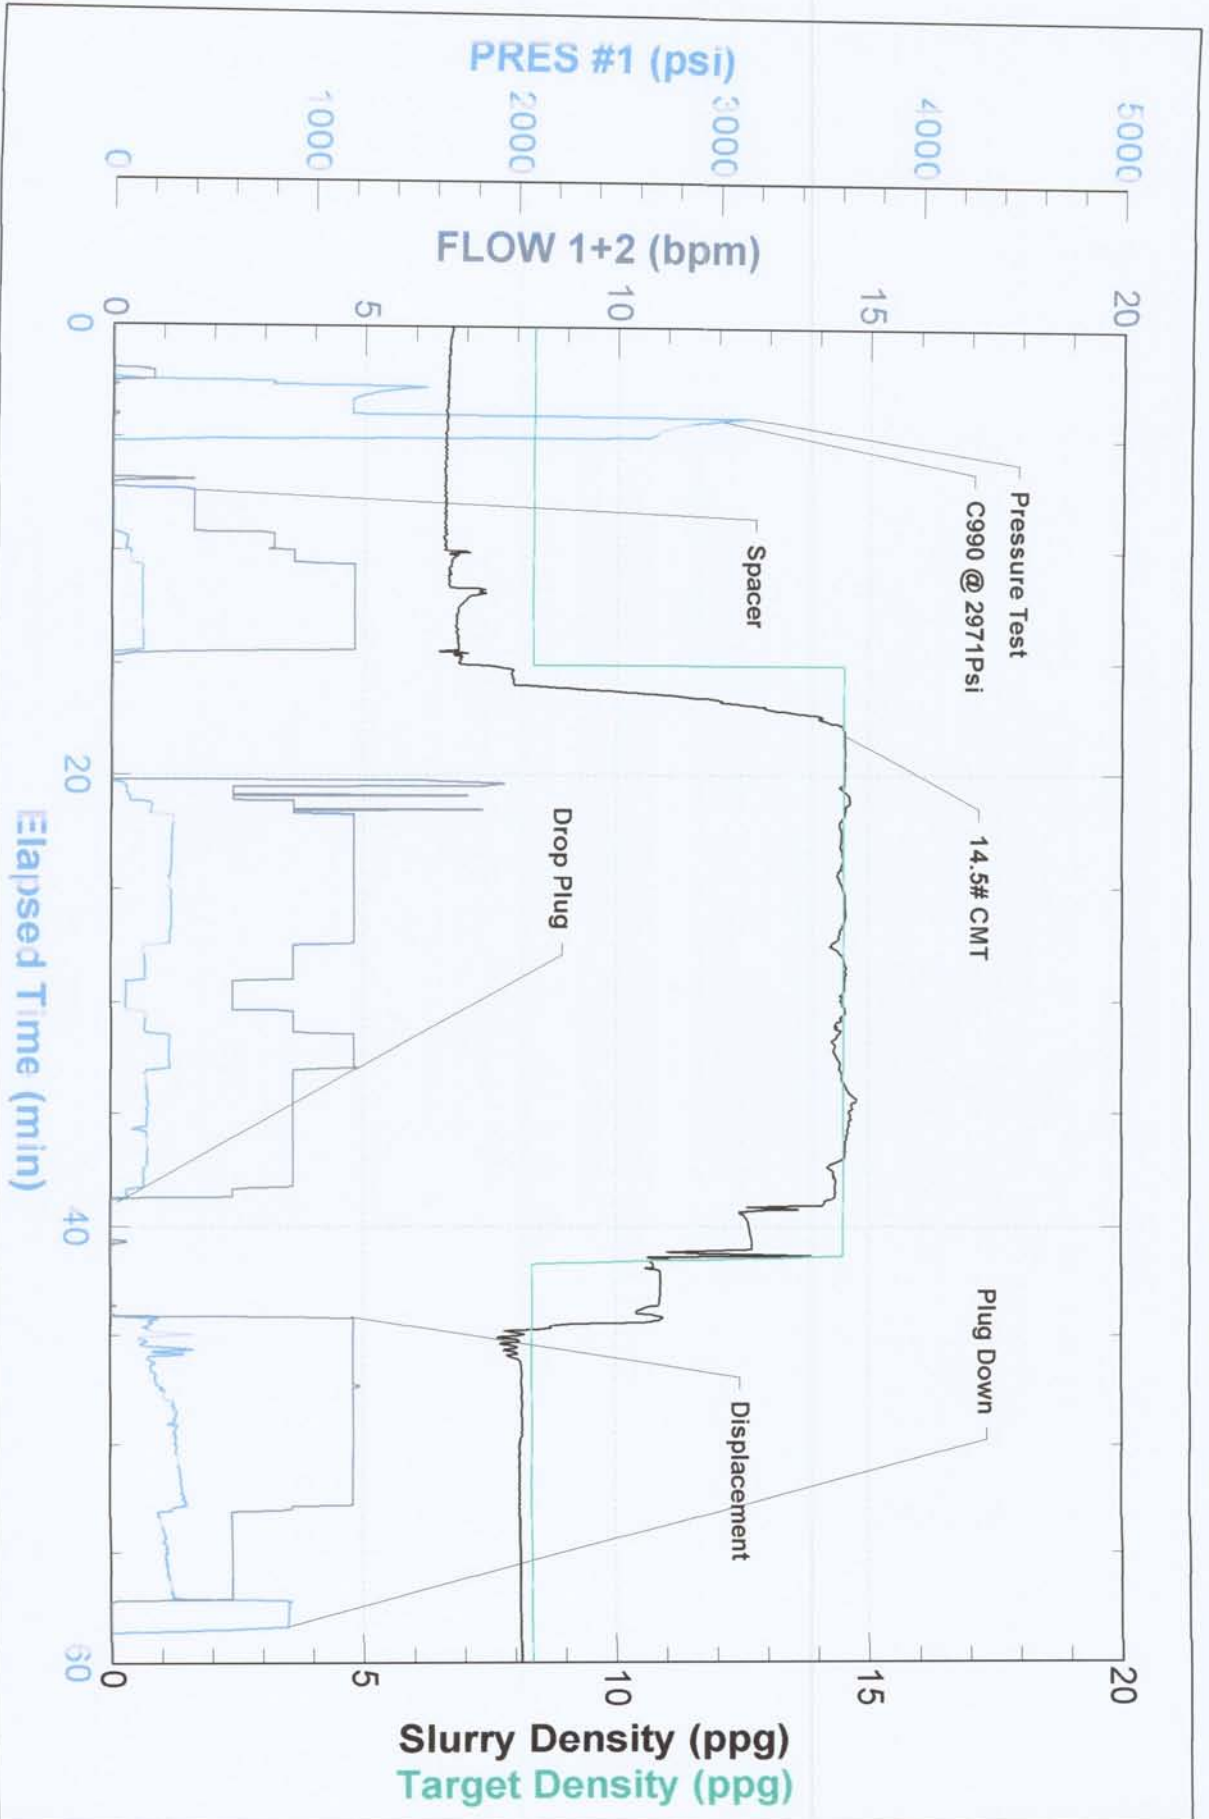 PRES #1 (psi)
0
1000
2000
3000
4000
5000
FLOW 1+2 (bpm)
0
5
10
15
20
Pressure Test
C990 @ 2971Psi
Spacer
14.5# CMT
Drop Plug
Plug Down
Displacement
0
20
40
60
Elapsed Time (min)
0
5
10
15
20
Slurry Density (ppg)
Target Density (ppg)